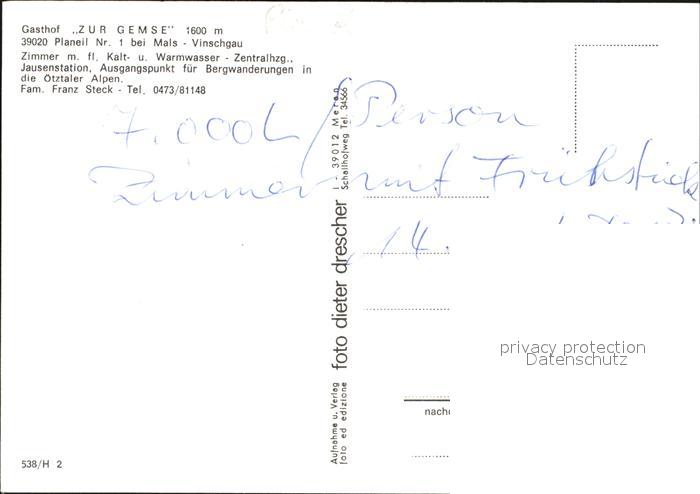 Gasthof „ZUR GEMSE" 1600 m
39020 Planeil Nr. 1 bei Mals - Vinschgau
Zimmer m. fl. Kalt- u. Warmwasser - Zentralhzg.,
Jausenstation, Ausgangspunkt für Bergwanderungen in
die Ötztaler Alpen.
Fam. Franz Steck - Tel. 0473/81148
7.000L/Person
Zimmer mit Frühstück
14.
Aufnahme u. Verlag
foto ed edizione
foto dieter drescher
I 39012 Meran
Schallhofweg Tel. 34566
privacy protection
Datenschutz
nach
538/H 2